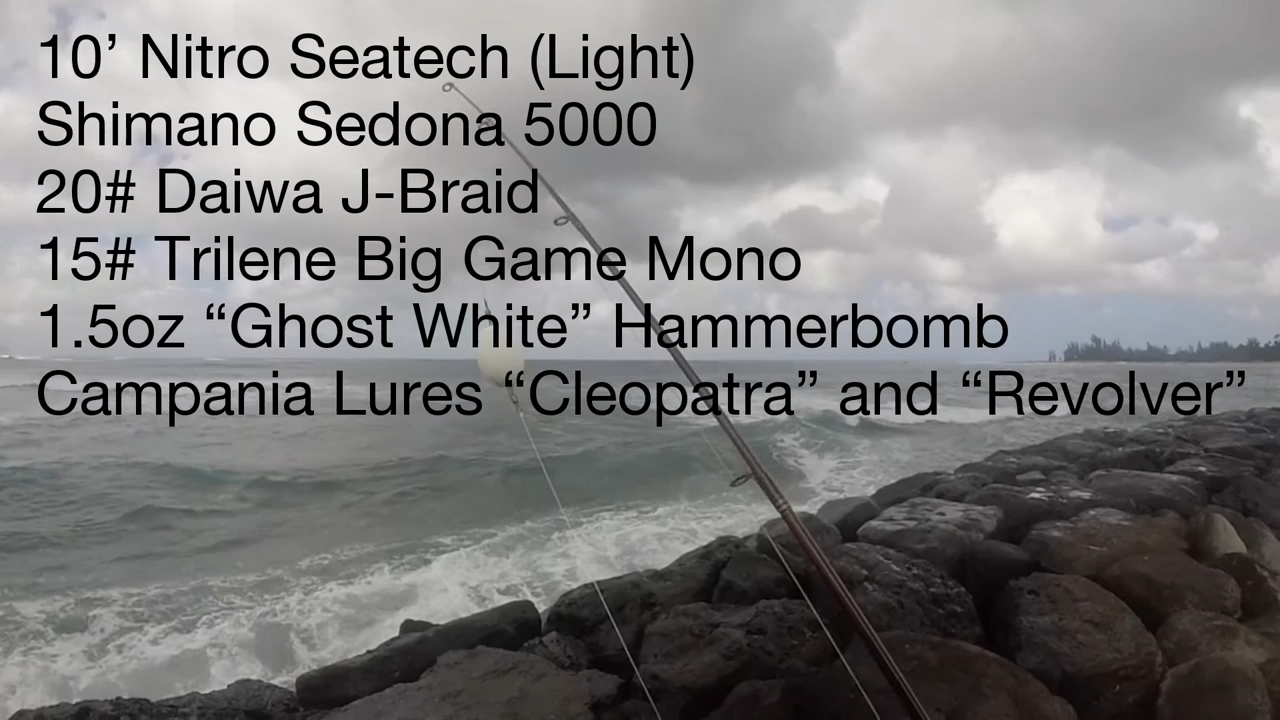 10’ Nitro Seatech (Light)
Shimano Sedona 5000
20# Daiwa J-Braid
15# Trilene Big Game Mono
1.5oz “Ghost White” Hammerbomb
Campania Lures “Cleopatra” and “Revolver”